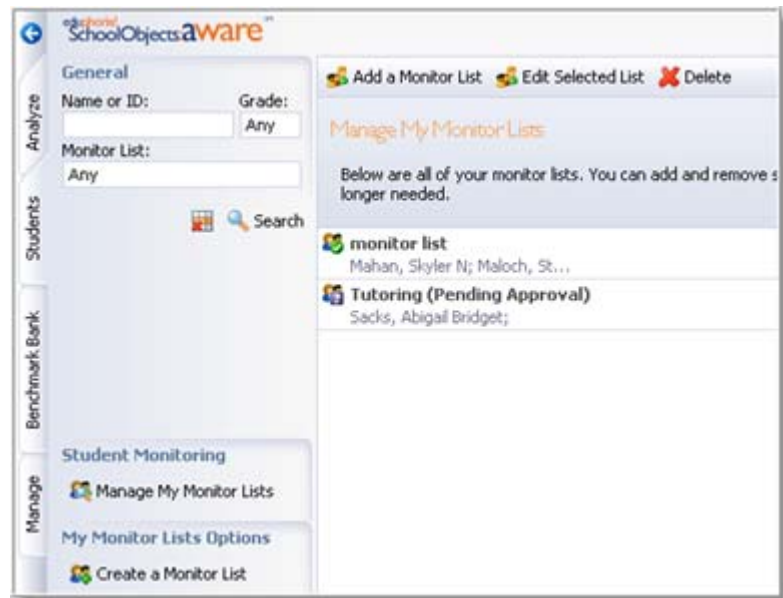 eduphoria!
SchoolObjects:aware
Analyze
Students
Benchmark Bank
Manage
General
Name or ID: Grade:
Any
Monitor List:
Any
Search
Student Monitoring
Manage My Monitor Lists
My Monitor Lists Options
Create a Monitor List
Add a Monitor List Edit Selected List Delete
Manage My Monitor Lists
Below are all of your monitor lists. You can add and remove s
longer needed.
monitor list
Mahan, Skyler N; Maloch, St...
Tutoring (Pending Approval)
Sacks, Abigail Bridget;